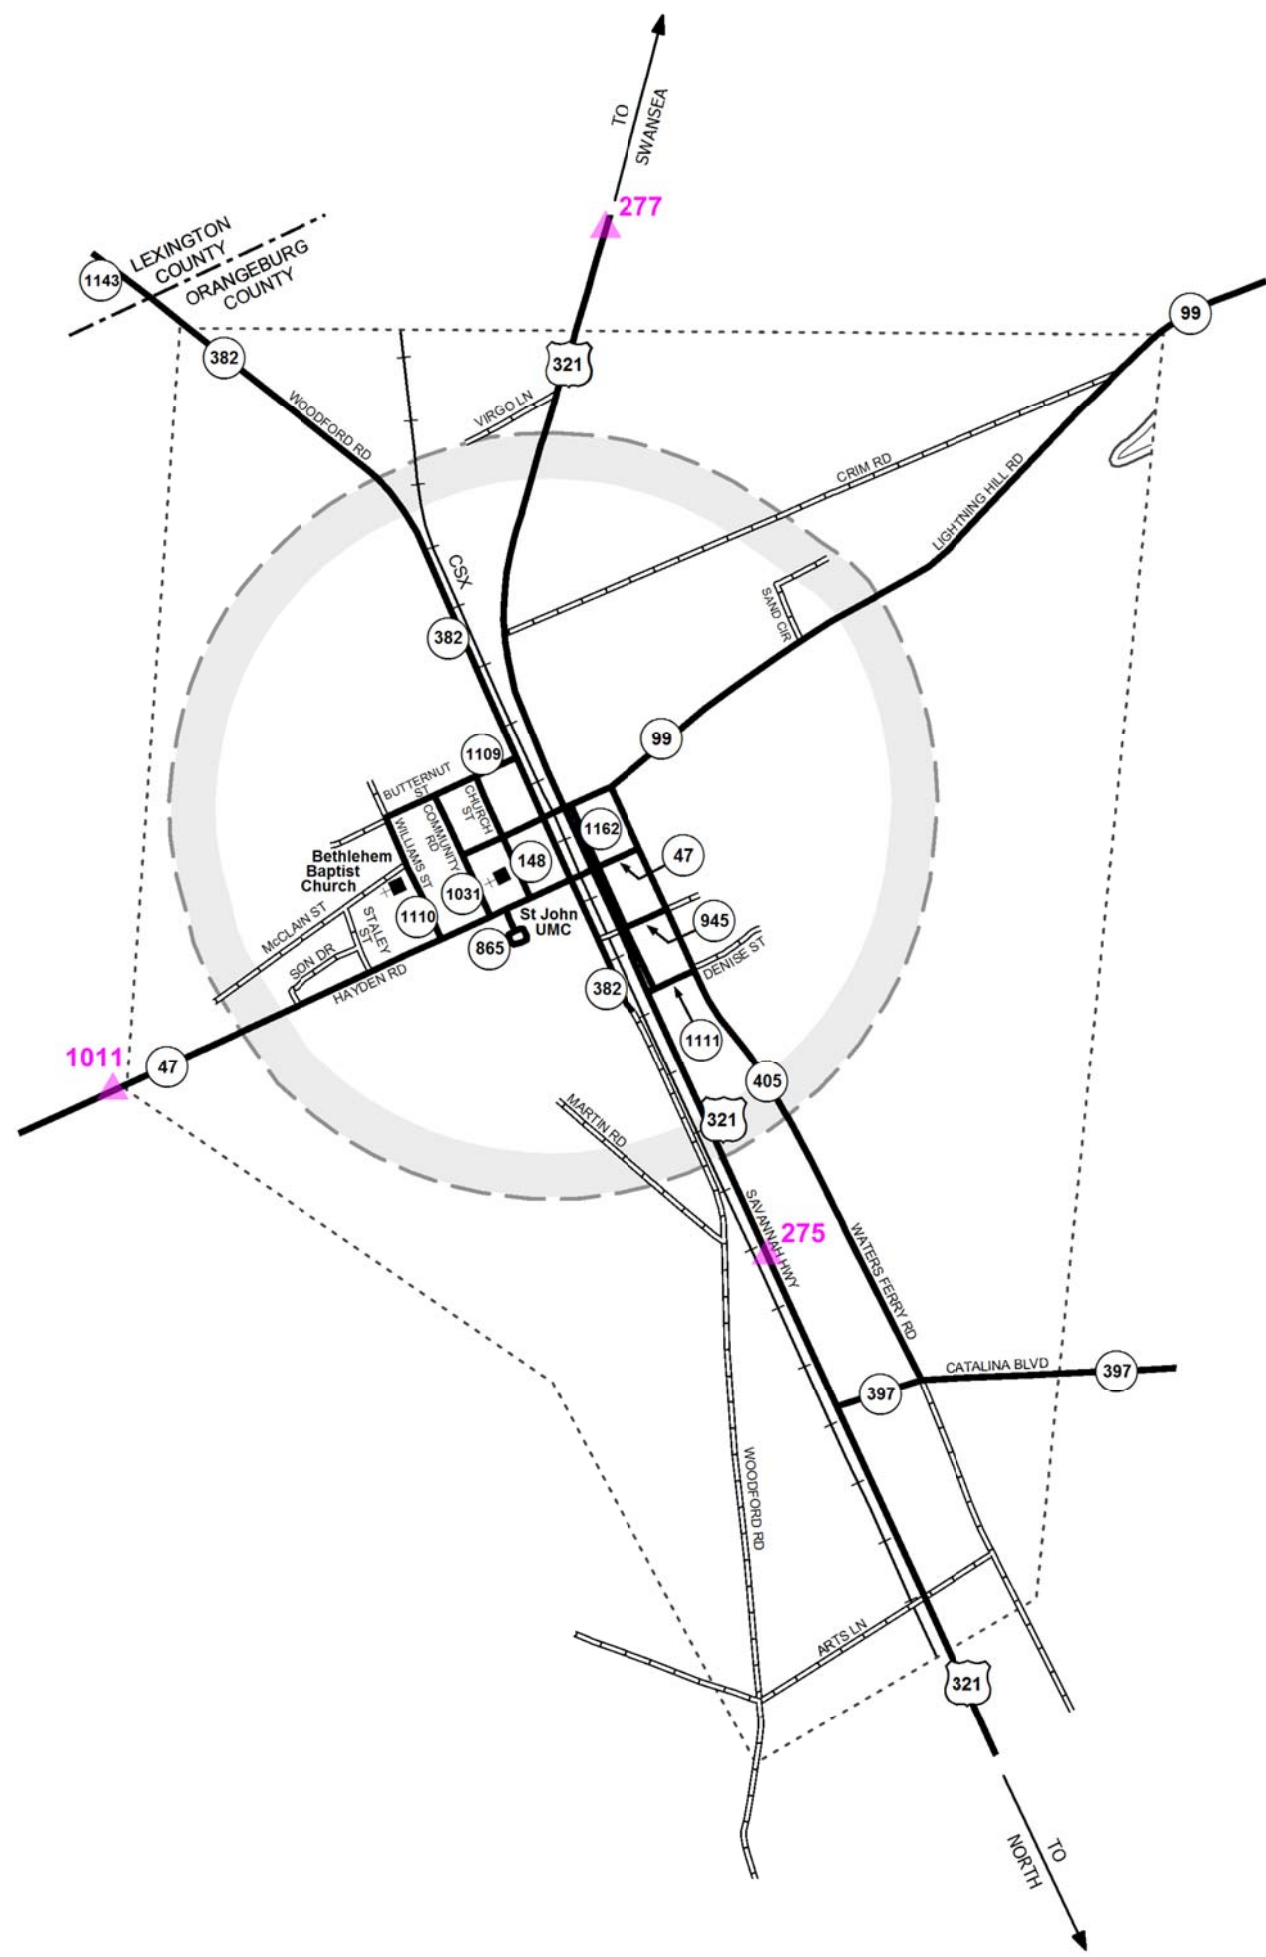 TO
SWANSEA
277
LEXINGTON
COUNTY
ORANGEBURG
COUNTY
1143
99
382
321
WOODFORD RD
VIRGO LN
CRIM RD
LIGHTNING HILL RD
CSX
SAND CIR
382
99
1109
BUTTERNUT
ST
CHURCH
ST
COMMUNITY
RD
WILLIAMS ST
1162
47
148
Bethlehem
Baptist
Church
1031
1110
St John
UMC
945
McCLAIN ST
STALEY
ST
865
DENISE ST
SON DR
HAYDEN RD
382
1111
1011
47
405
321
MARTIN RD
SAVANNAH HWY
275
WATERS FERRY RD
CATALINA BLVD
397
397
WOODFORD RD
ARTS LN
321
TO
NORTH